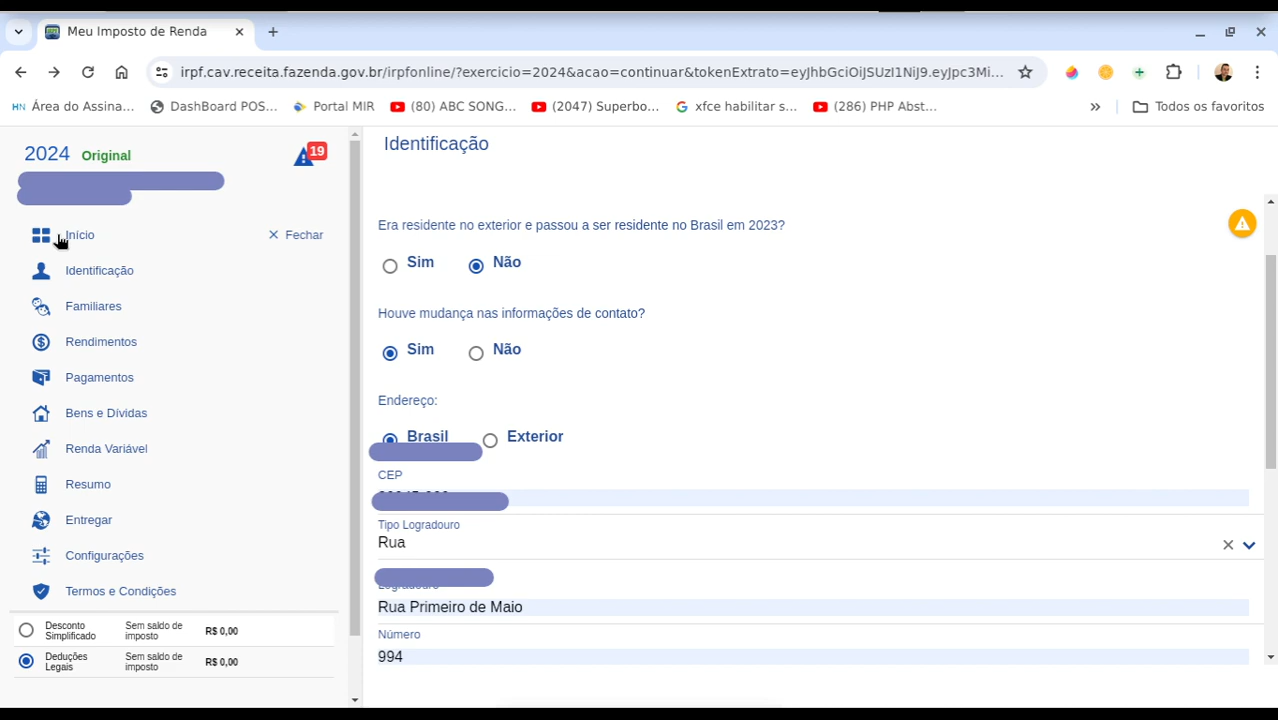 Meu Imposto de Renda
irpf.cav.receita.fazenda.gov.br/irpfonline/?exercicio=2024&acao=continuar&tokenExtrato=eyJhbGciOiJSUzI1NiJ9.eyJpc3Mi...
Área do Assina...
DashBoard POS...
Portal MIR
(80) ABC SONG...
(2047) Superbo...
xfce habilitar s...
(286) PHP Abst...
»
Todos os favoritos
2024 Original
19
Início
Fechar
Identificação
Familiares
Rendimentos
Pagamentos
Bens e Dívidas
Renda Variável
Resumo
Entregar
Configurações
Termos e Condições
Desconto Simplificado
Sem saldo de imposto
R$ 0,00
Deduções Legais
Sem saldo de imposto
R$ 0,00
Identificação
Era residente no exterior e passou a ser residente no Brasil em 2023?
Sim Não
Houve mudança nas informações de contato?
Sim Não
Endereço:
Brasil Exterior
CEP
Tipo Logradouro
Rua
Logradouro
Rua Primeiro de Maio
Número
994